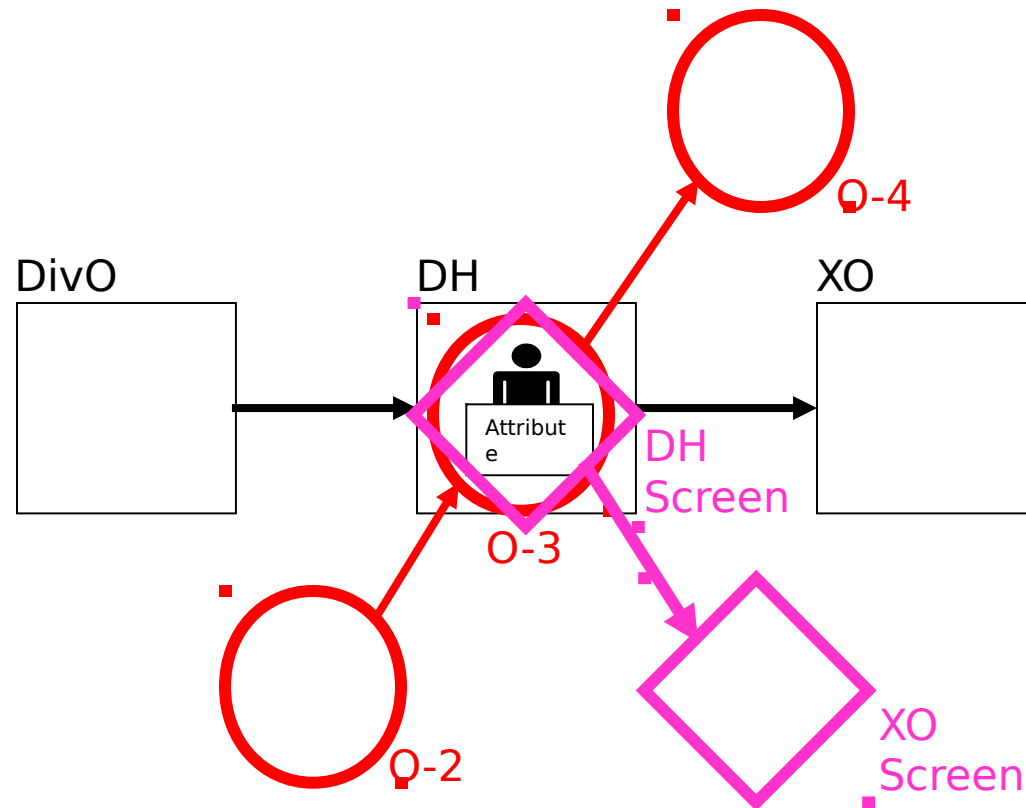 O-4
DivO
DH
XO
Attribut
e
DH
Screen
O-3
XO
Screen
O-2